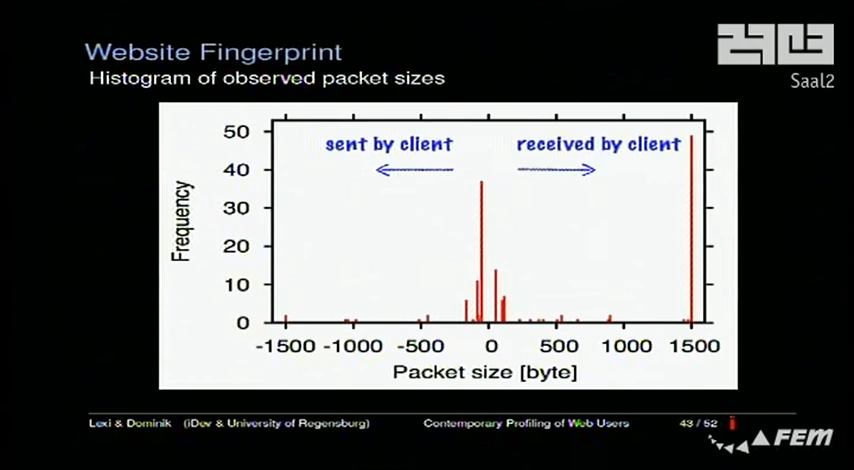 Website Fingerprint
Histogram of observed packet sizes
29C3
Saal2
sent by client
received by client
50
40
30
20
10
0
Frequency
-1500 -1000 -500 0 500 1000 1500
Packet size [byte]
Lexi & Dominik (iDev & University of Regensburg) Contemporary Profiling of Web Users 43 / 52
FEM